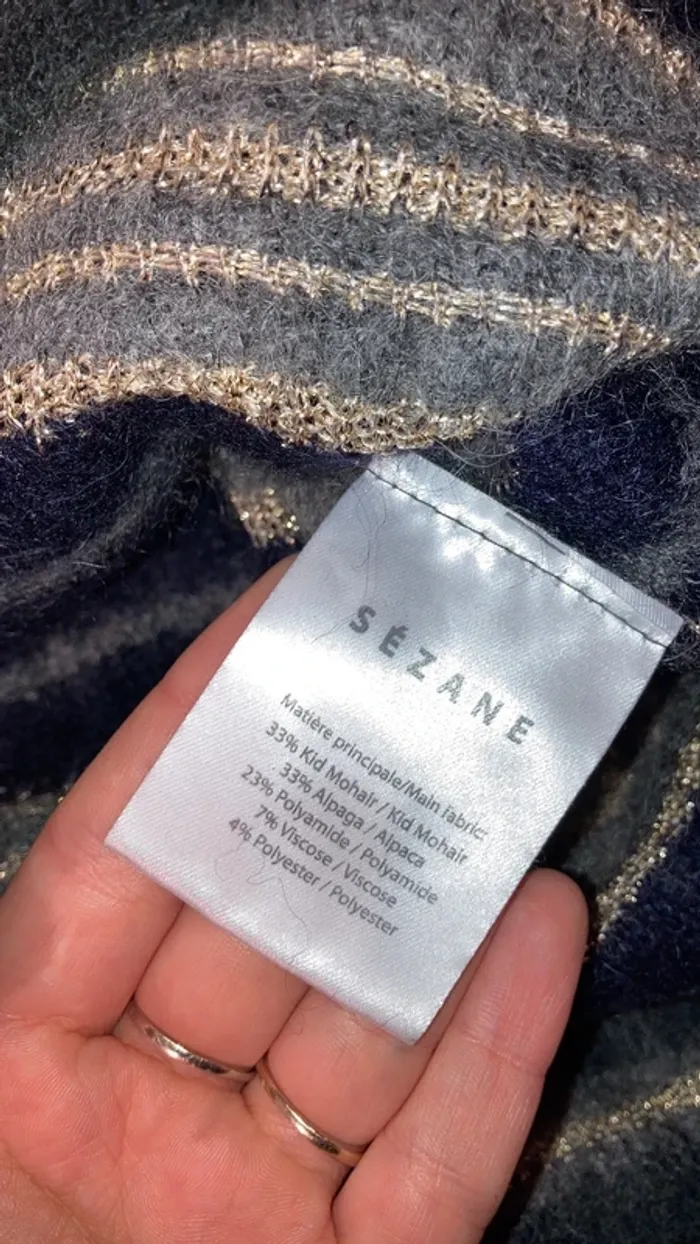 SÉZANE
Matière principale/Main fabric:
33% Kid Mohair / Kid Mohair
33% Alpaga / Alpaca
23% Polyamide / Polyamide
7% Viscose / Viscose
4% Polyester / Polyester